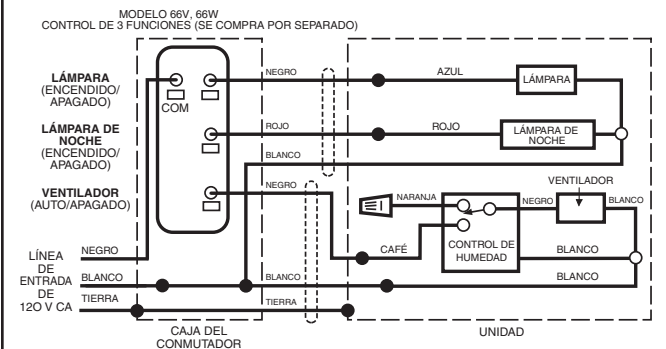 MODELO 66V, 66W
CONTROL DE 3 FUNCIONES (SE COMPRA POR SEPARADO)
LÁMPARA
(ENCENDIDO/
APAGADO)
COM
NEGRO
AZUL
LÁMPARA
LÁMPARA DE
NOCHE
(ENCENDIDO/
APAGADO)
ROJO
ROJO
LÁMPARA DE
NOCHE
BLANCO
VENTILADOR
(AUTO/APAGADO)
NEGRO
NARANJA
NEGRO
VENTILADOR
BLANCO
CONTROL DE
HUMEDAD
CAFÉ
BLANCO
LÍNEA
DE
ENTRADA
DE
12O V CA
NEGRO
BLANCO
TIERRA
BLANCO
BLANCO
TIERRA
CAJA DEL
CONMUTADOR
UNIDAD